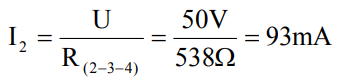 I₂ = U / R₍₂₋₃₋₄₎ = 50V / 538Ω = 93mA